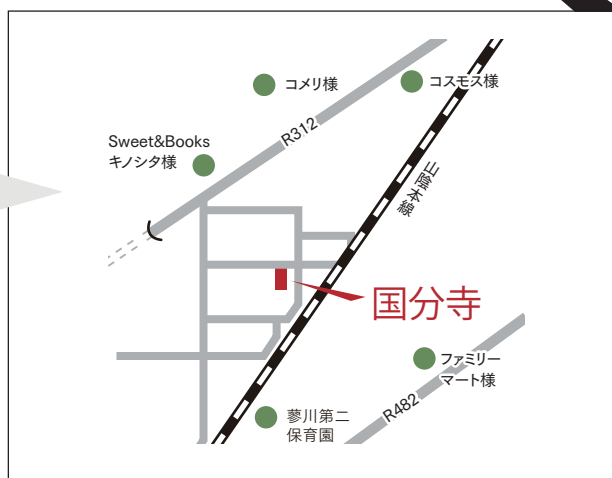 コメリ様
コスモス様
R312
Sweet&Books
キノシタ様
山陰本線
国分寺
ファミリー
マート様
R482
蓼川第二
保育園